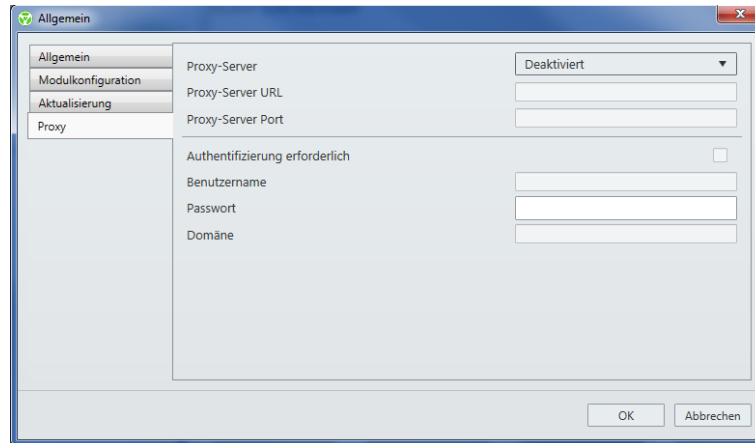 Allgemein
Allgemein
Modulkonfiguration
Aktualisierung
Proxy
Proxy-Server
Deaktiviert
Proxy-Server URL
Proxy-Server Port
Authentifizierung erforderlich
Benutzername
Passwort
Domäne
OK
Abbrechen